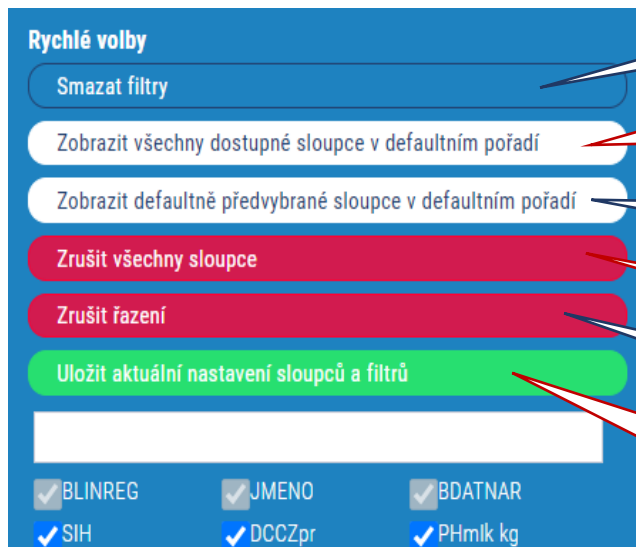 Rychlé volby
Smazat filtry
Zobrazit všechny dostupné sloupce v defaultním pořadí
Zobrazit defaultně předvybrané sloupce v defaultním pořadí
Zrušit všechny sloupce
Zrušit řazení
Uložit aktuální nastavení sloupců a filtrů
BLINREG JMENO BDATNAR
SIH DCCZpr PHmlk kg